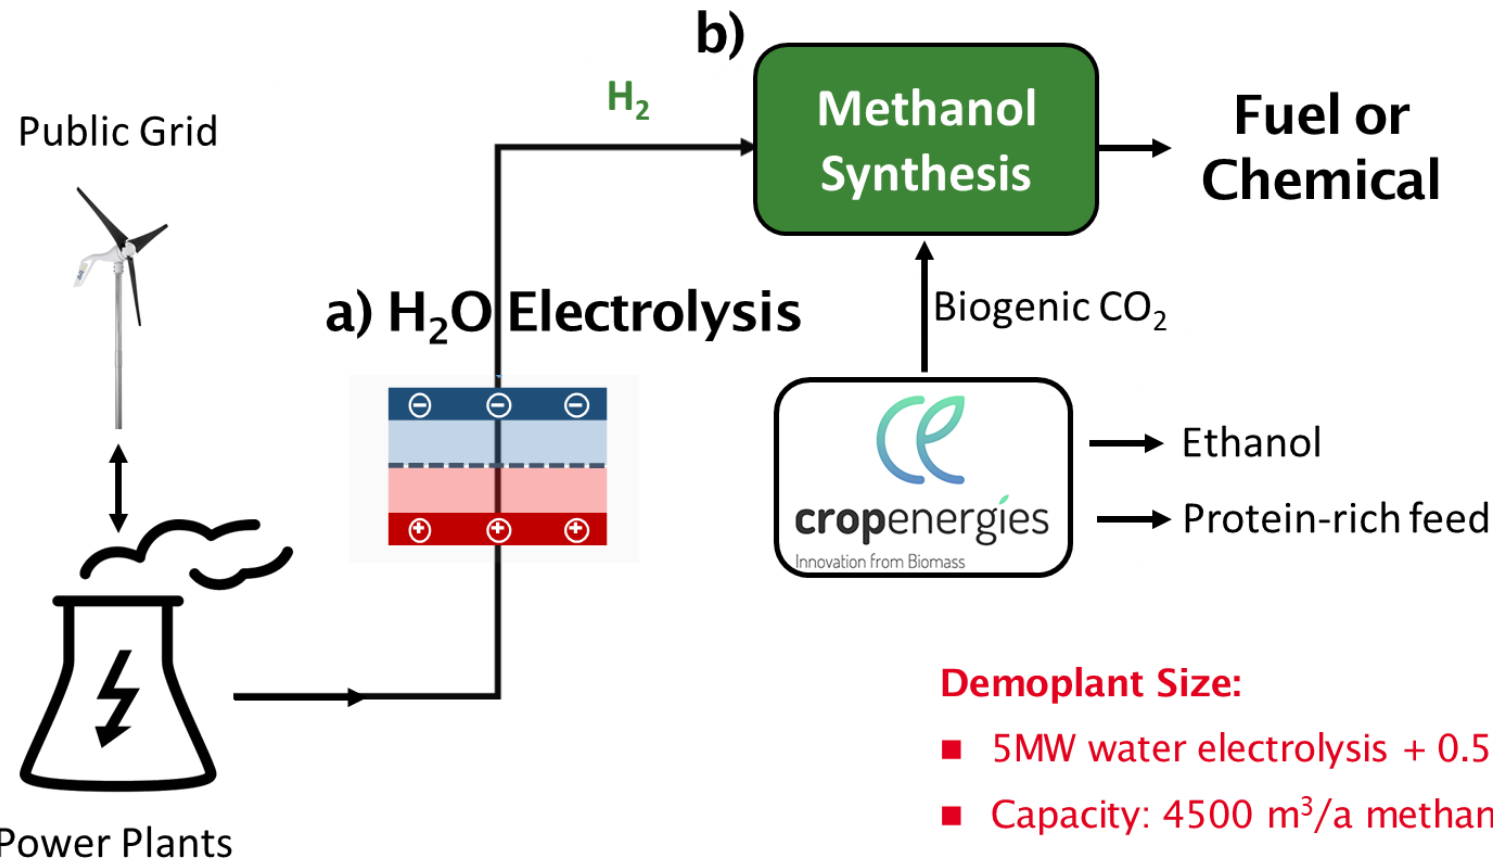 b)
H₂
Methanol
Synthesis
Fuel or
Chemical
Public Grid
a) H₂O Electrolysis
Biogenic CO₂
cropenergies
Innovation from Biomass
Ethanol
Protein-rich feed
Demoplant Size:
5MW water electrolysis + 0.5
Capacity: 4500 m³/a methan
Power Plants